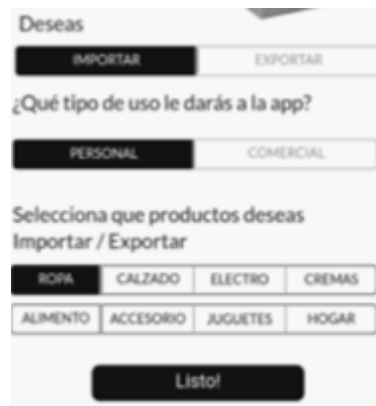 Deseas
IMPORTAR EXPORTAR
¿Qué tipo de uso le darás a la app?
PERSONAL COMERCIAL
Selecciona que productos deseas
Importar / Exportar
ROPA CALZADO ELECTRO CREMAS
ALIMENTO ACCESORIO JUGUETES HOGAR
Listo!